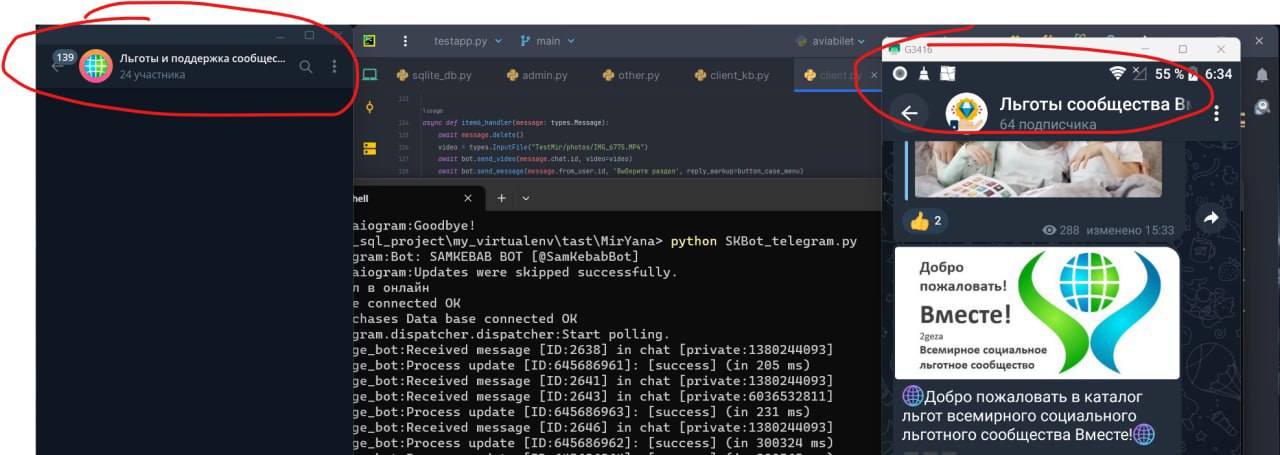 139
Льготы и поддержка сообщес...
24 участника
testapp.py
main
aviabilet
sqlite_db.py
admin.py
other.py
client_kb.py
client.py
123
1 usage
124 async def item6_handler(message: types.Message):
125 await message.delete()
126 video = types.InputFile("TestMir/photos/IMG_6775.MP4")
127 await bot.send_video(message.chat.id, video=video)
128 await bot.send_message(message.from_user.id, 'Выберите раздел', reply_markup=button_case_menu)
hell
aiogram:Goodbye!
_sql_project\my_virtualenv\tast\MirYana> python SKBot_telegram.py
gram:Bot: SAMKEBAB BOT [@SamKebabBot]
aiogram:Updates were skipped successfully.
л в онлайн
e connected OK
chases Data base connected OK
gram.dispatcher.dispatcher:Start polling.
ge_bot:Received message [ID:2638] in chat [private:1380244093]
ge_bot:Process update [ID:645686961]: [success] (in 205 ms)
ge_bot:Received message [ID:2641] in chat [private:1380244093]
ge_bot:Received message [ID:2643] in chat [private:6036532811]
ge_bot:Process update [ID:645686963]: [success] (in 231 ms)
ge_bot:Received message [ID:2646] in chat [private:1380244093]
ge_bot:Process update [ID:645686962]: [success] (in 300324 ms)
G3416
55 % 6:34
Льготы сообщества Вм
64 подписчика
2
288 изменено 15:33
Добро
пожаловать!
Вместе!
2geza
Всемирное социальное
льготное сообщество
Добро пожаловать в каталог
льгот всемирного социального
льготного сообщества Вместе!